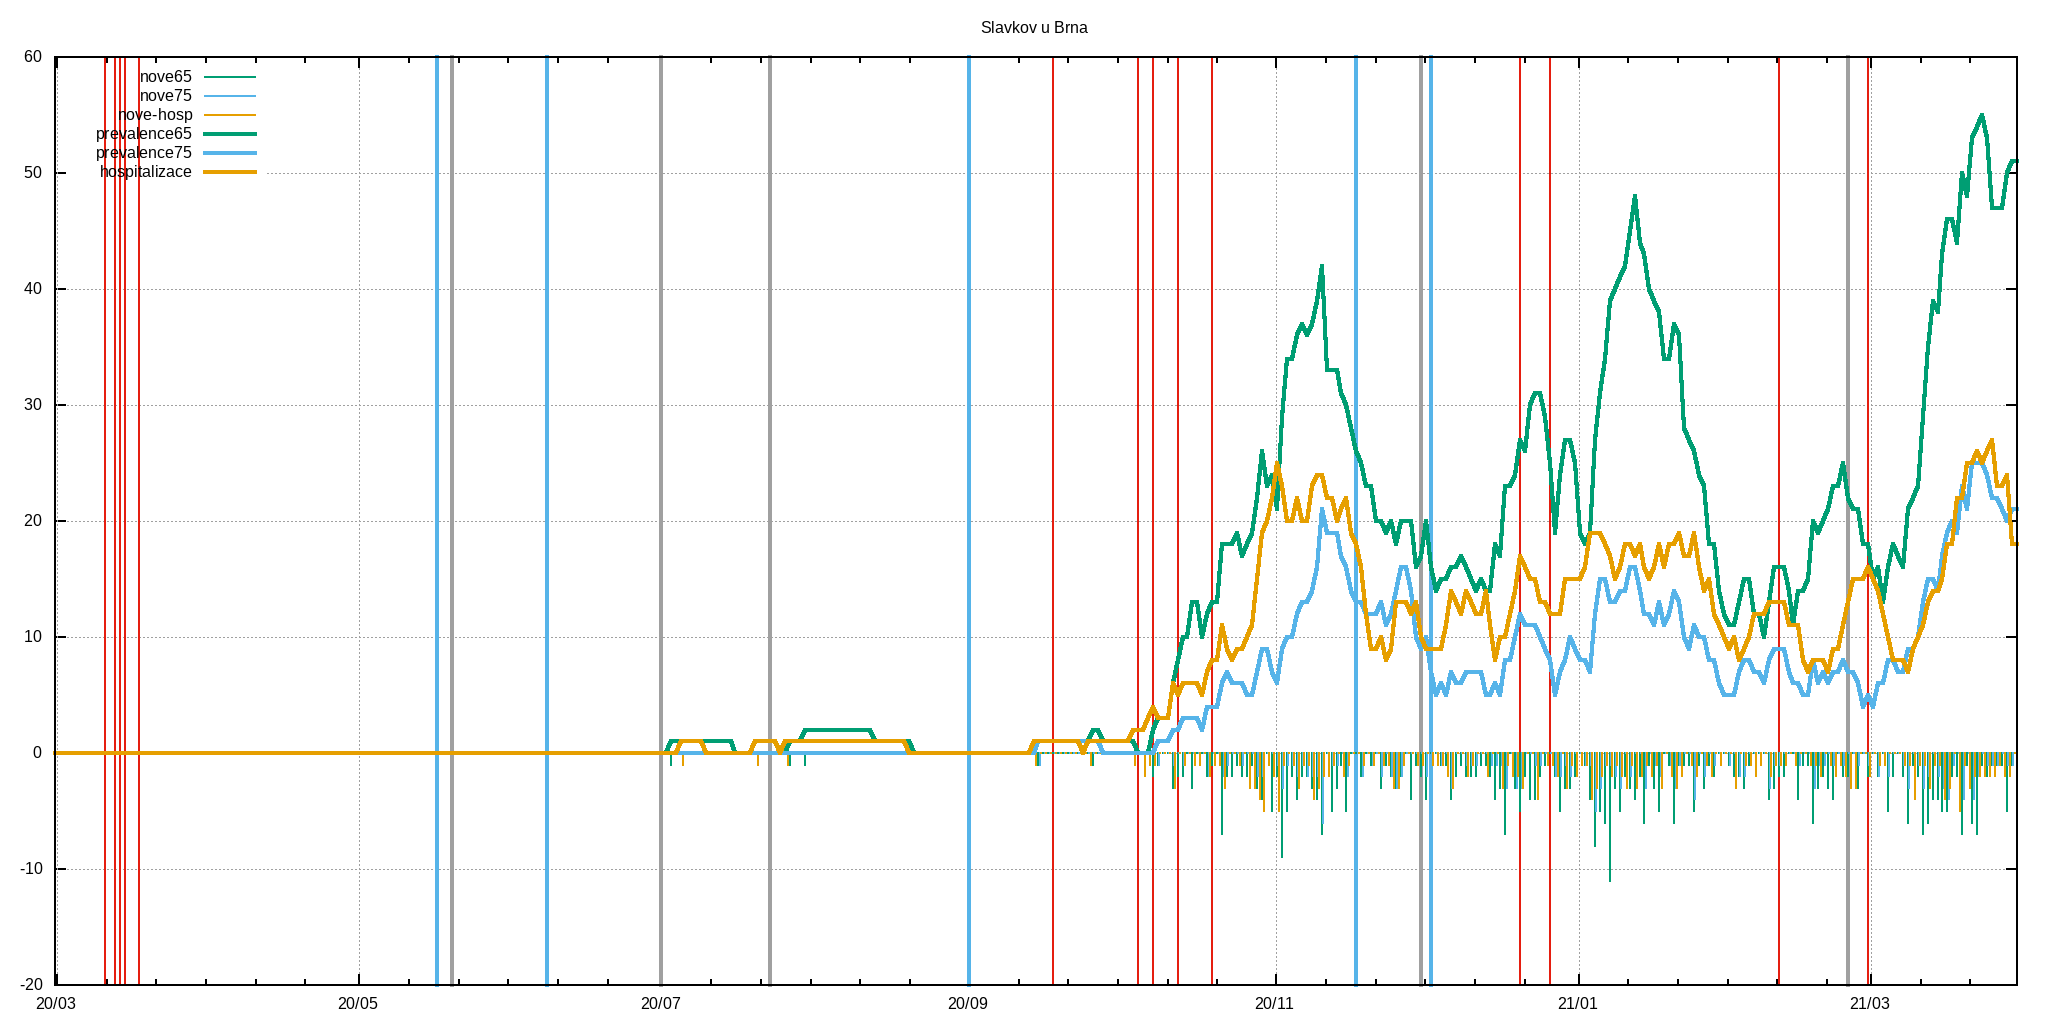 Slavkov u Brna
60
50
40
30
20
10
0
-10
-20
nove65
nove75
nove-hosp
prevalence65
prevalence75
hospitalizace
20/03 20/05 20/07 20/09 20/11 21/01 21/03